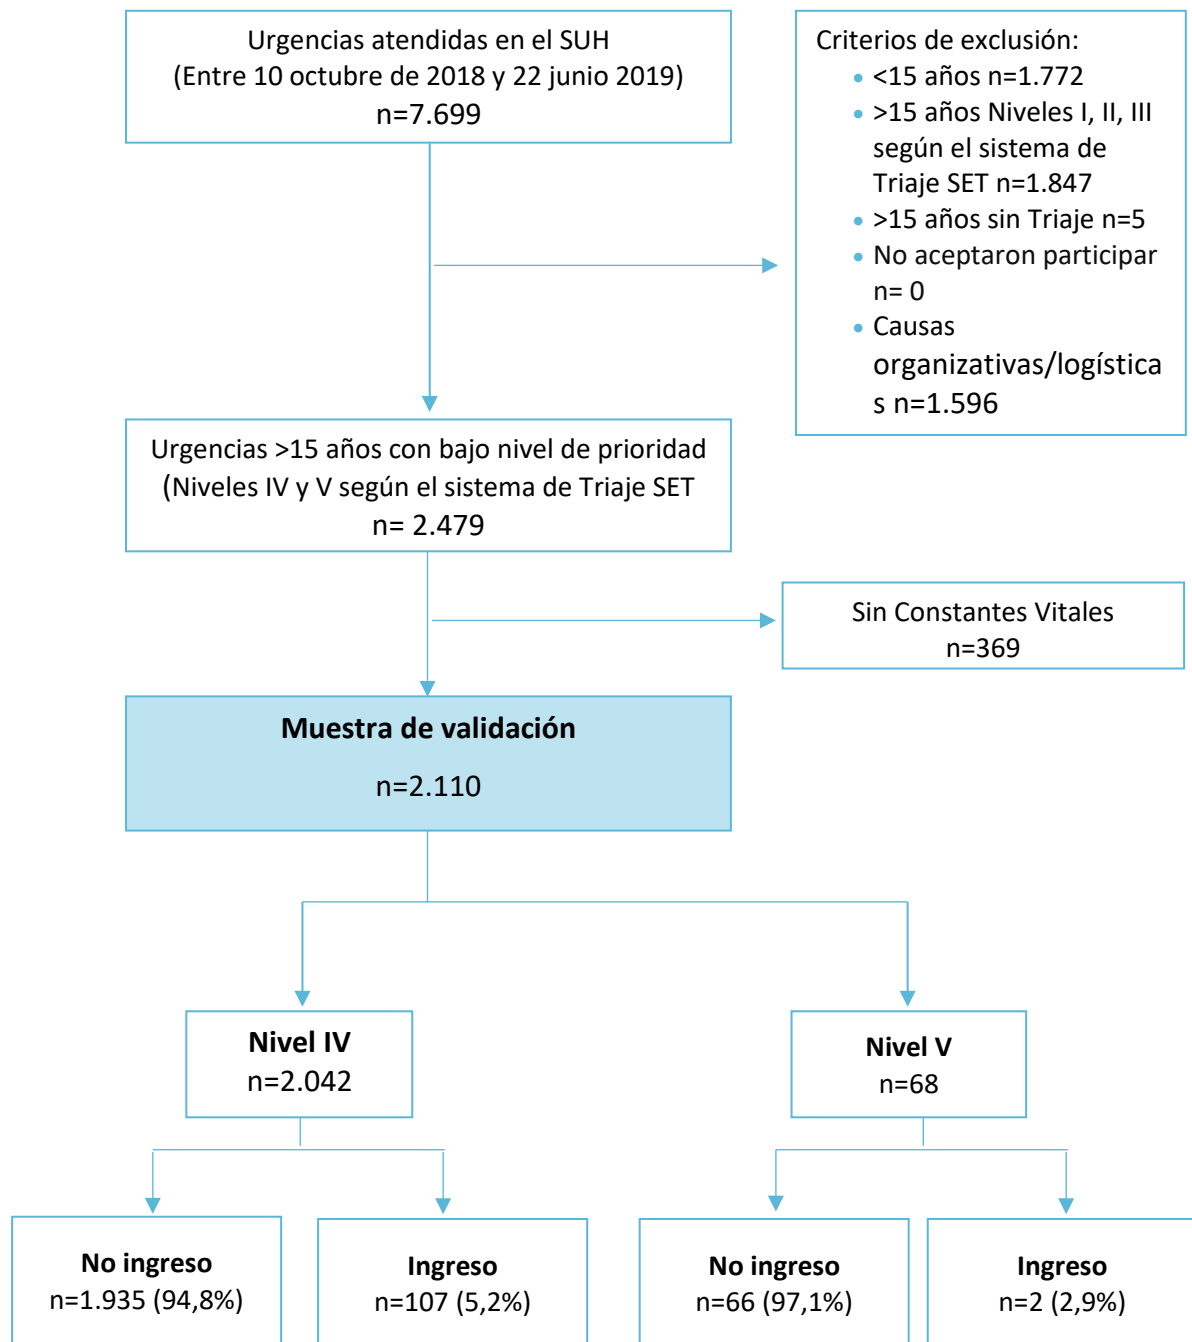 Urgencias atendidas en el SUH
(Entre 10 octubre de 2018 y 22 junio 2019)
n=7.699
Criterios de exclusión:
• <15 años n=1.772
• >15 años Niveles I, II, III
según el sistema de
Triaje SET n=1.847
• >15 años sin Triaje n=5
• No aceptaron participar
n= 0
• Causas
organizativas/logística
s n=1.596
Urgencias >15 años con bajo nivel de prioridad
(Niveles IV y V según el sistema de Triaje SET
n= 2.479
Sin Constantes Vitales
n=369
Muestra de validación
n=2.110
Nivel IV
n=2.042
Nivel V
n=68
No ingreso
n=1.935 (94,8%)
Ingreso
n=107 (5,2%)
No ingreso
n=66 (97,1%)
Ingreso
n=2 (2,9%)